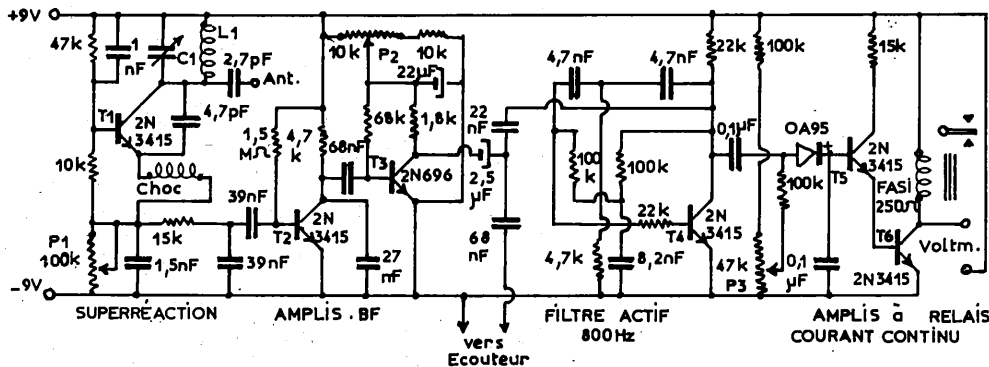 +9V
47k
1
nF
C1
L1
2,7pF
Ant.
T1
2N
3415
4,7pF
10k
Choc
P1
100k
15k
1,5nF
39nF
39nF
-9V
SUPERRÉACTION
1,5
MΩ
4,7
k
68nF
T2
2N
3415
27
nF
AMPLIS . BF
10k
P2
10k
22µF
68k
1,8k
T3
2N696
2,5
µF
22
nF
68
nF
vers
Ecouteur
4,7nF
4,7nF
100
k
100k
22k
4,7k
8,2nF
T4
2N
3415
22k
FILTRE ACTIF
800Hz
100k
0,1µF
OA95
100k
47k
P3
0,1
µF
15k
T5
2N
3415
FASI
250Ω
T6
2N3415
Voltm.
AMPLIS à RELAIS
COURANT CONTINU